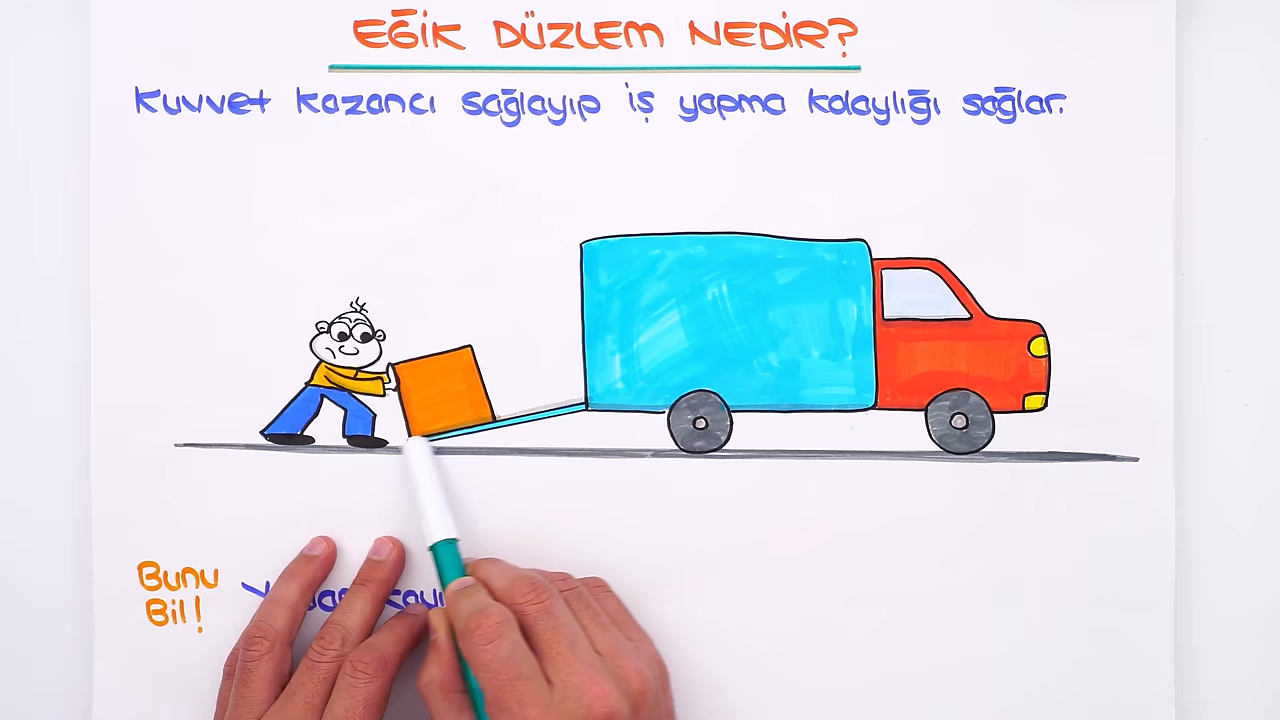 EĞİK DÜZLEM NEDİR?
Kuvvet kazancı sağlayıp iş yapma kolaylığı sağlar.
Bunu
Bil!